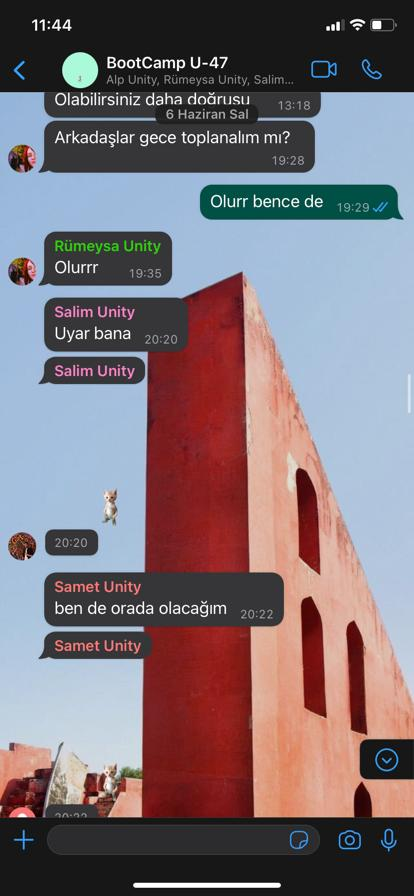 11:44
BootCamp U-47
Alp Unity, Rümeysa Unity, Salim...
Olabilirsiniz daha doğrusu
13:18
6 Haziran Sal
Arkadaşlar gece toplanalım mı?
19:28
Olurr bence de 19:29
Rümeysa Unity
Olurrr 19:35
Salim Unity
Uyar bana 20:20
Salim Unity
20:20
Samet Unity
ben de orada olacağım 20:22
Samet Unity
20:22